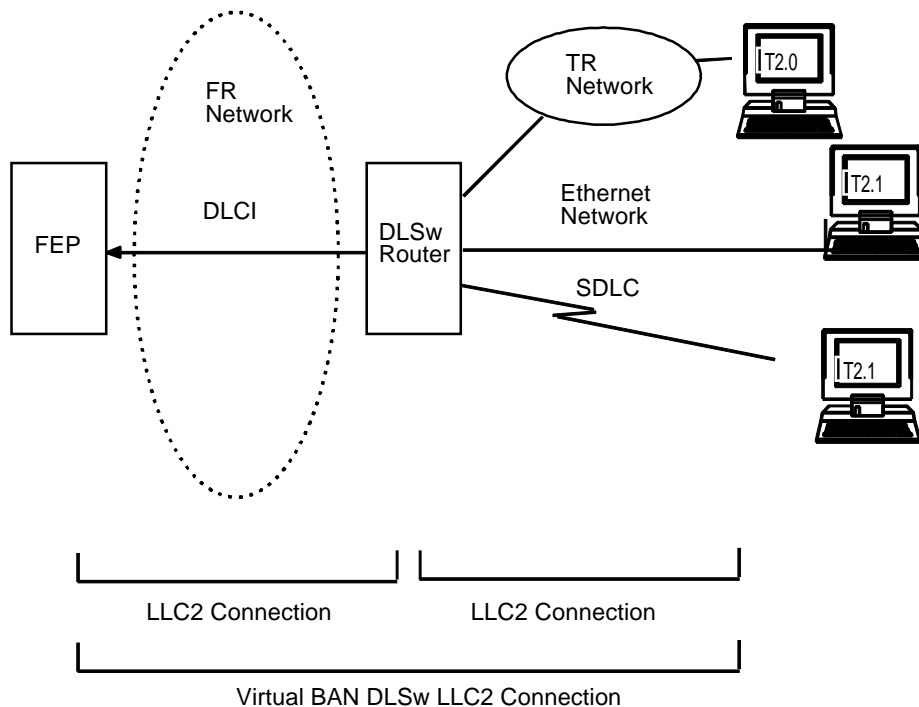 TR
Network
T2.0
FR
Network
T2.1
Ethernet
Network
DLCI
DLSw
Router
FEP
SDLC
T2.1
LLC2 Connection
LLC2 Connection
Virtual BAN DLSw LLC2 Connection